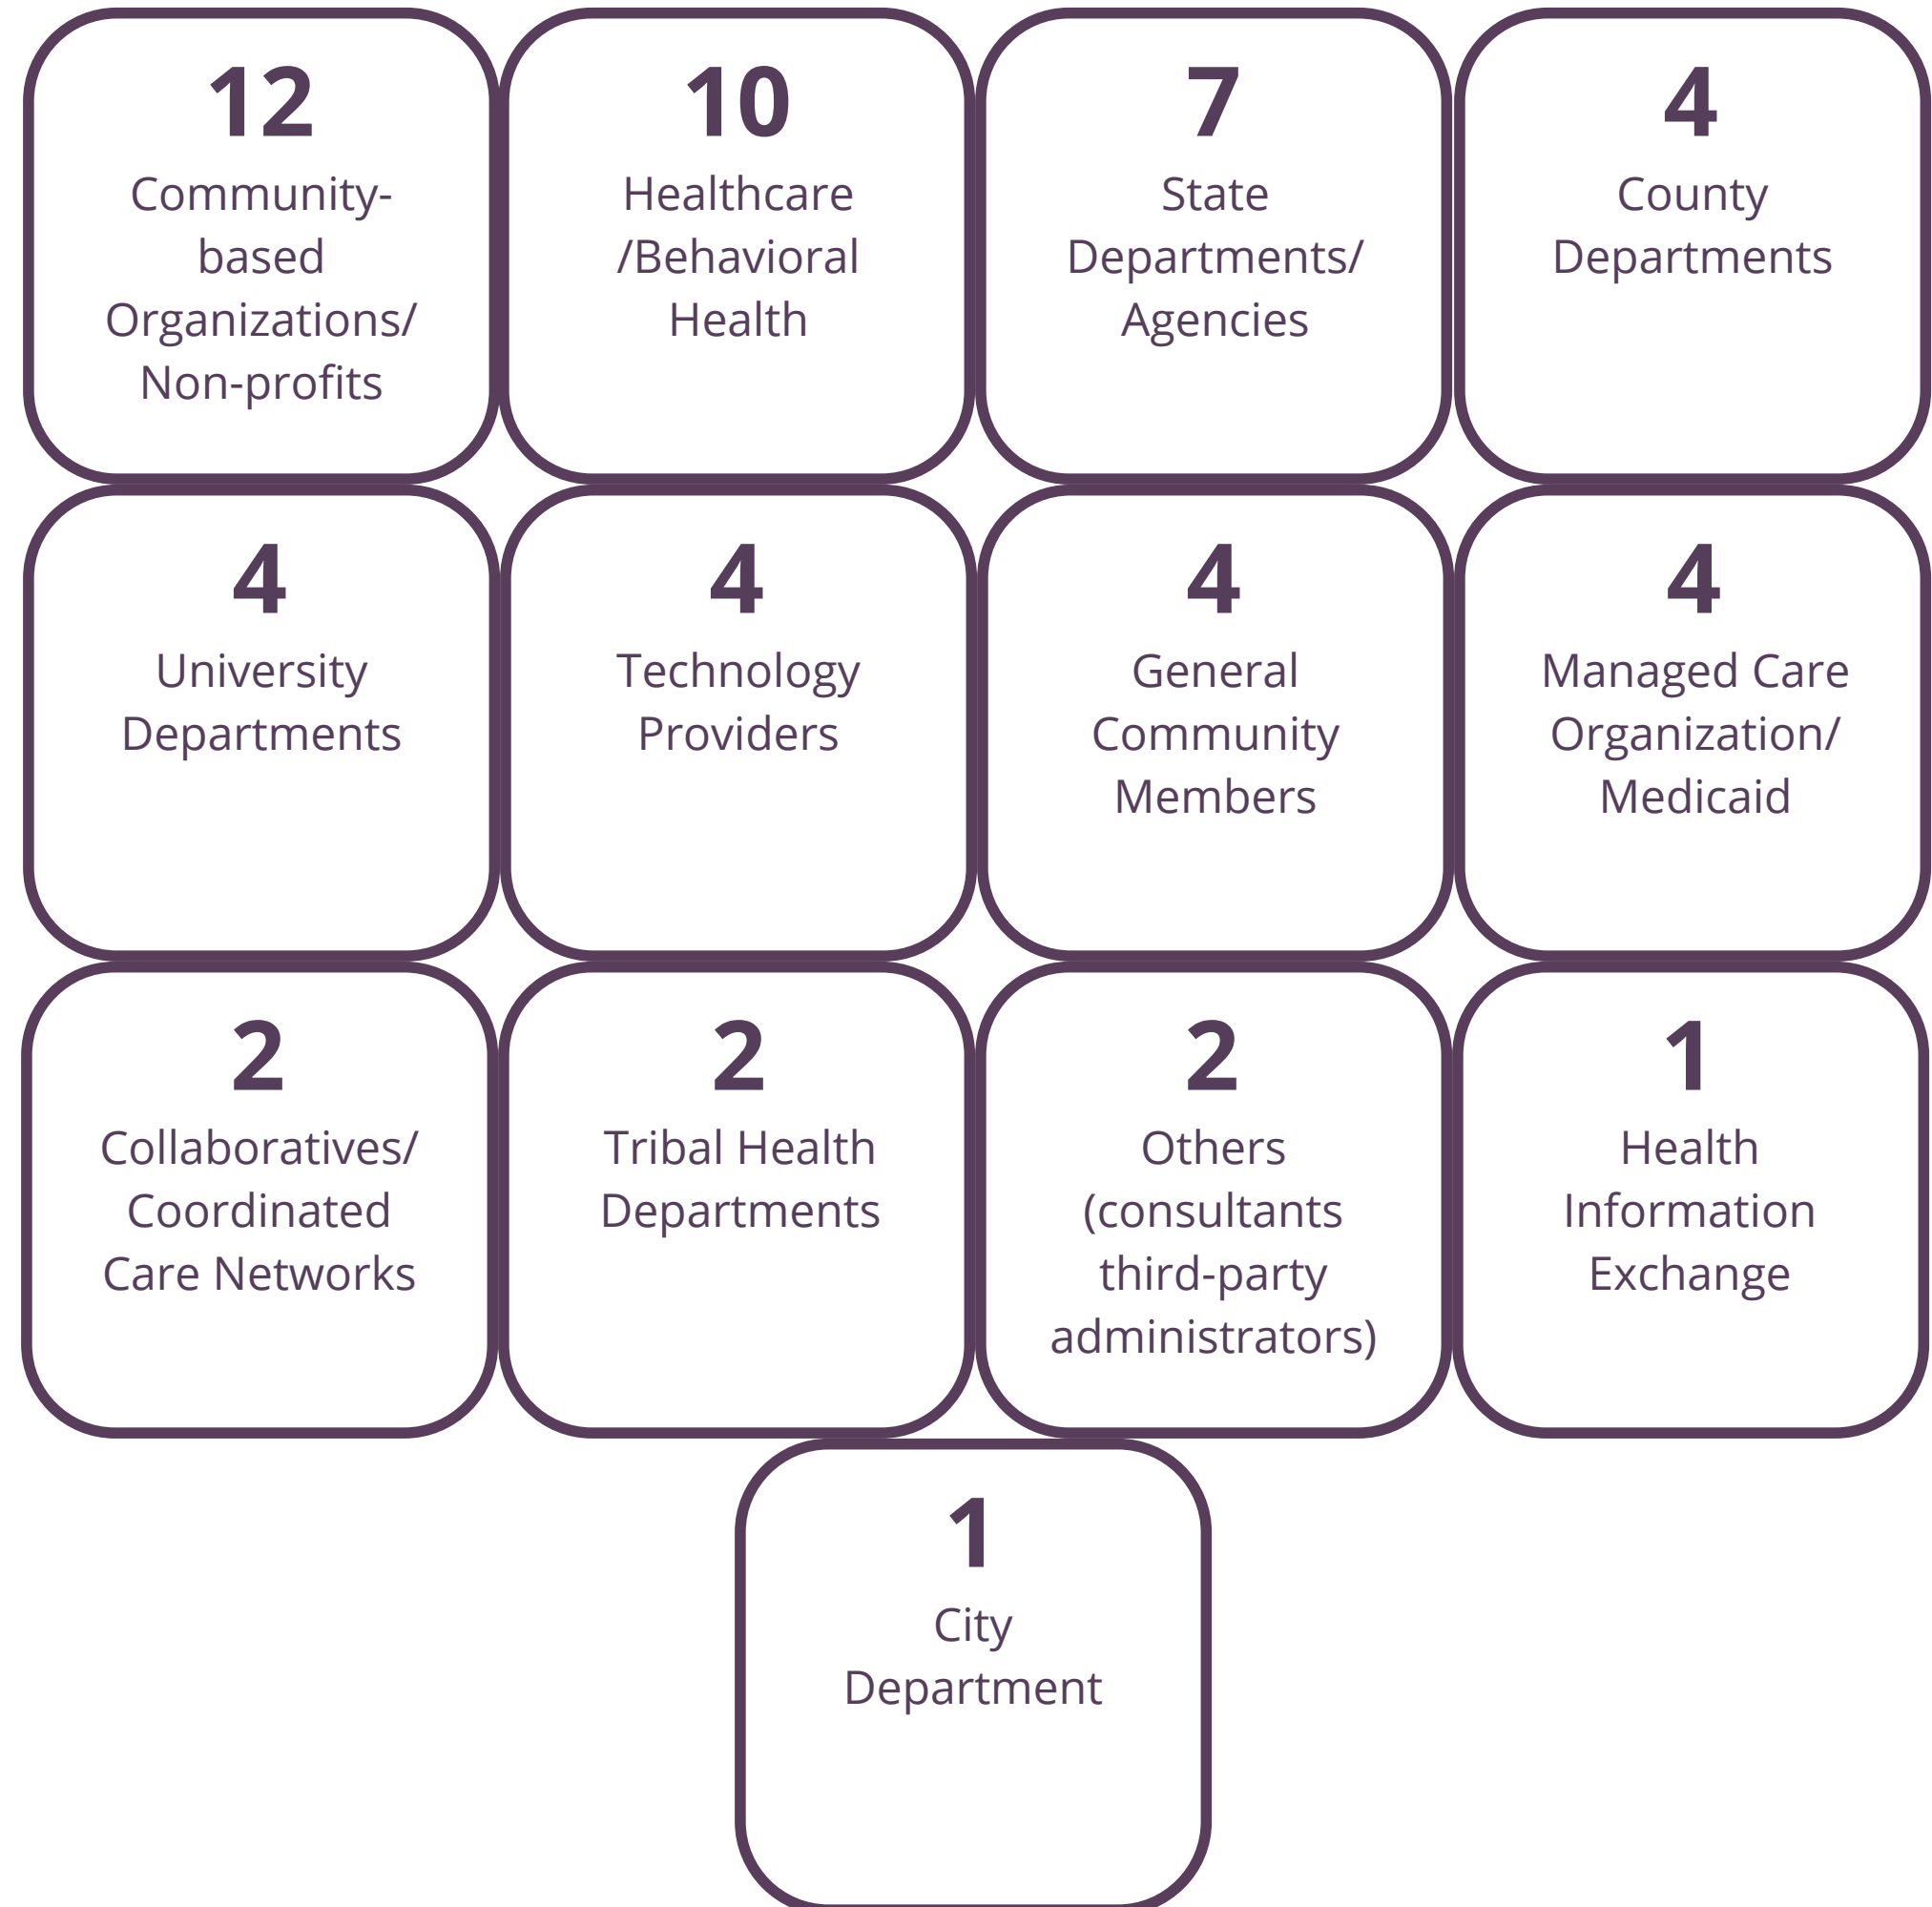 12
Community-
based
Organizations/
Non-profits
10
Healthcare
/Behavioral
Health
7
State
Departments/
Agencies
4
County
Departments
4
University
Departments
4
Technology
Providers
4
General
Community
Members
4
Managed Care
Organization/
Medicaid
2
Collaboratives/
Coordinated
Care Networks
2
Tribal Health
Departments
2
Others
(consultants
third-party
administrators)
1
Health
Information
Exchange
1
City
Department